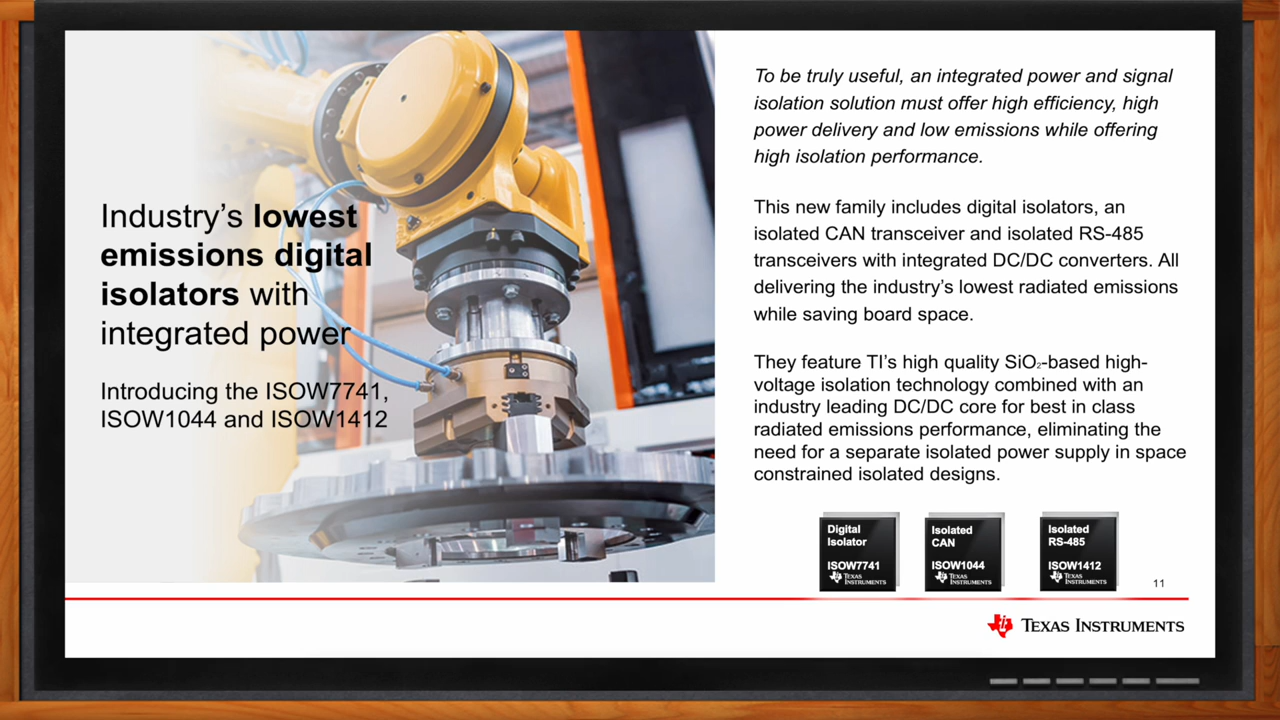 Industry’s lowest
emissions digital
isolators with
integrated power
Introducing the ISOW7741,
ISOW1044 and ISOW1412
To be truly useful, an integrated power and signal
isolation solution must offer high efficiency, high
power delivery and low emissions while offering
high isolation performance.
This new family includes digital isolators, an
isolated CAN transceiver and isolated RS-485
transceivers with integrated DC/DC converters. All
delivering the industry’s lowest radiated emissions
while saving board space.
They feature TI’s high quality SiO₂-based high-
voltage isolation technology combined with an
industry leading DC/DC core for best in class
radiated emissions performance, eliminating the
need for a separate isolated power supply in space
constrained isolated designs.
Digital
Isolator
ISOW7741
TEXAS
INSTRUMENTS
Isolated
CAN
ISOW1044
TEXAS
INSTRUMENTS
Isolated
RS-485
ISOW1412
TEXAS
INSTRUMENTS
11
TEXAS INSTRUMENTS